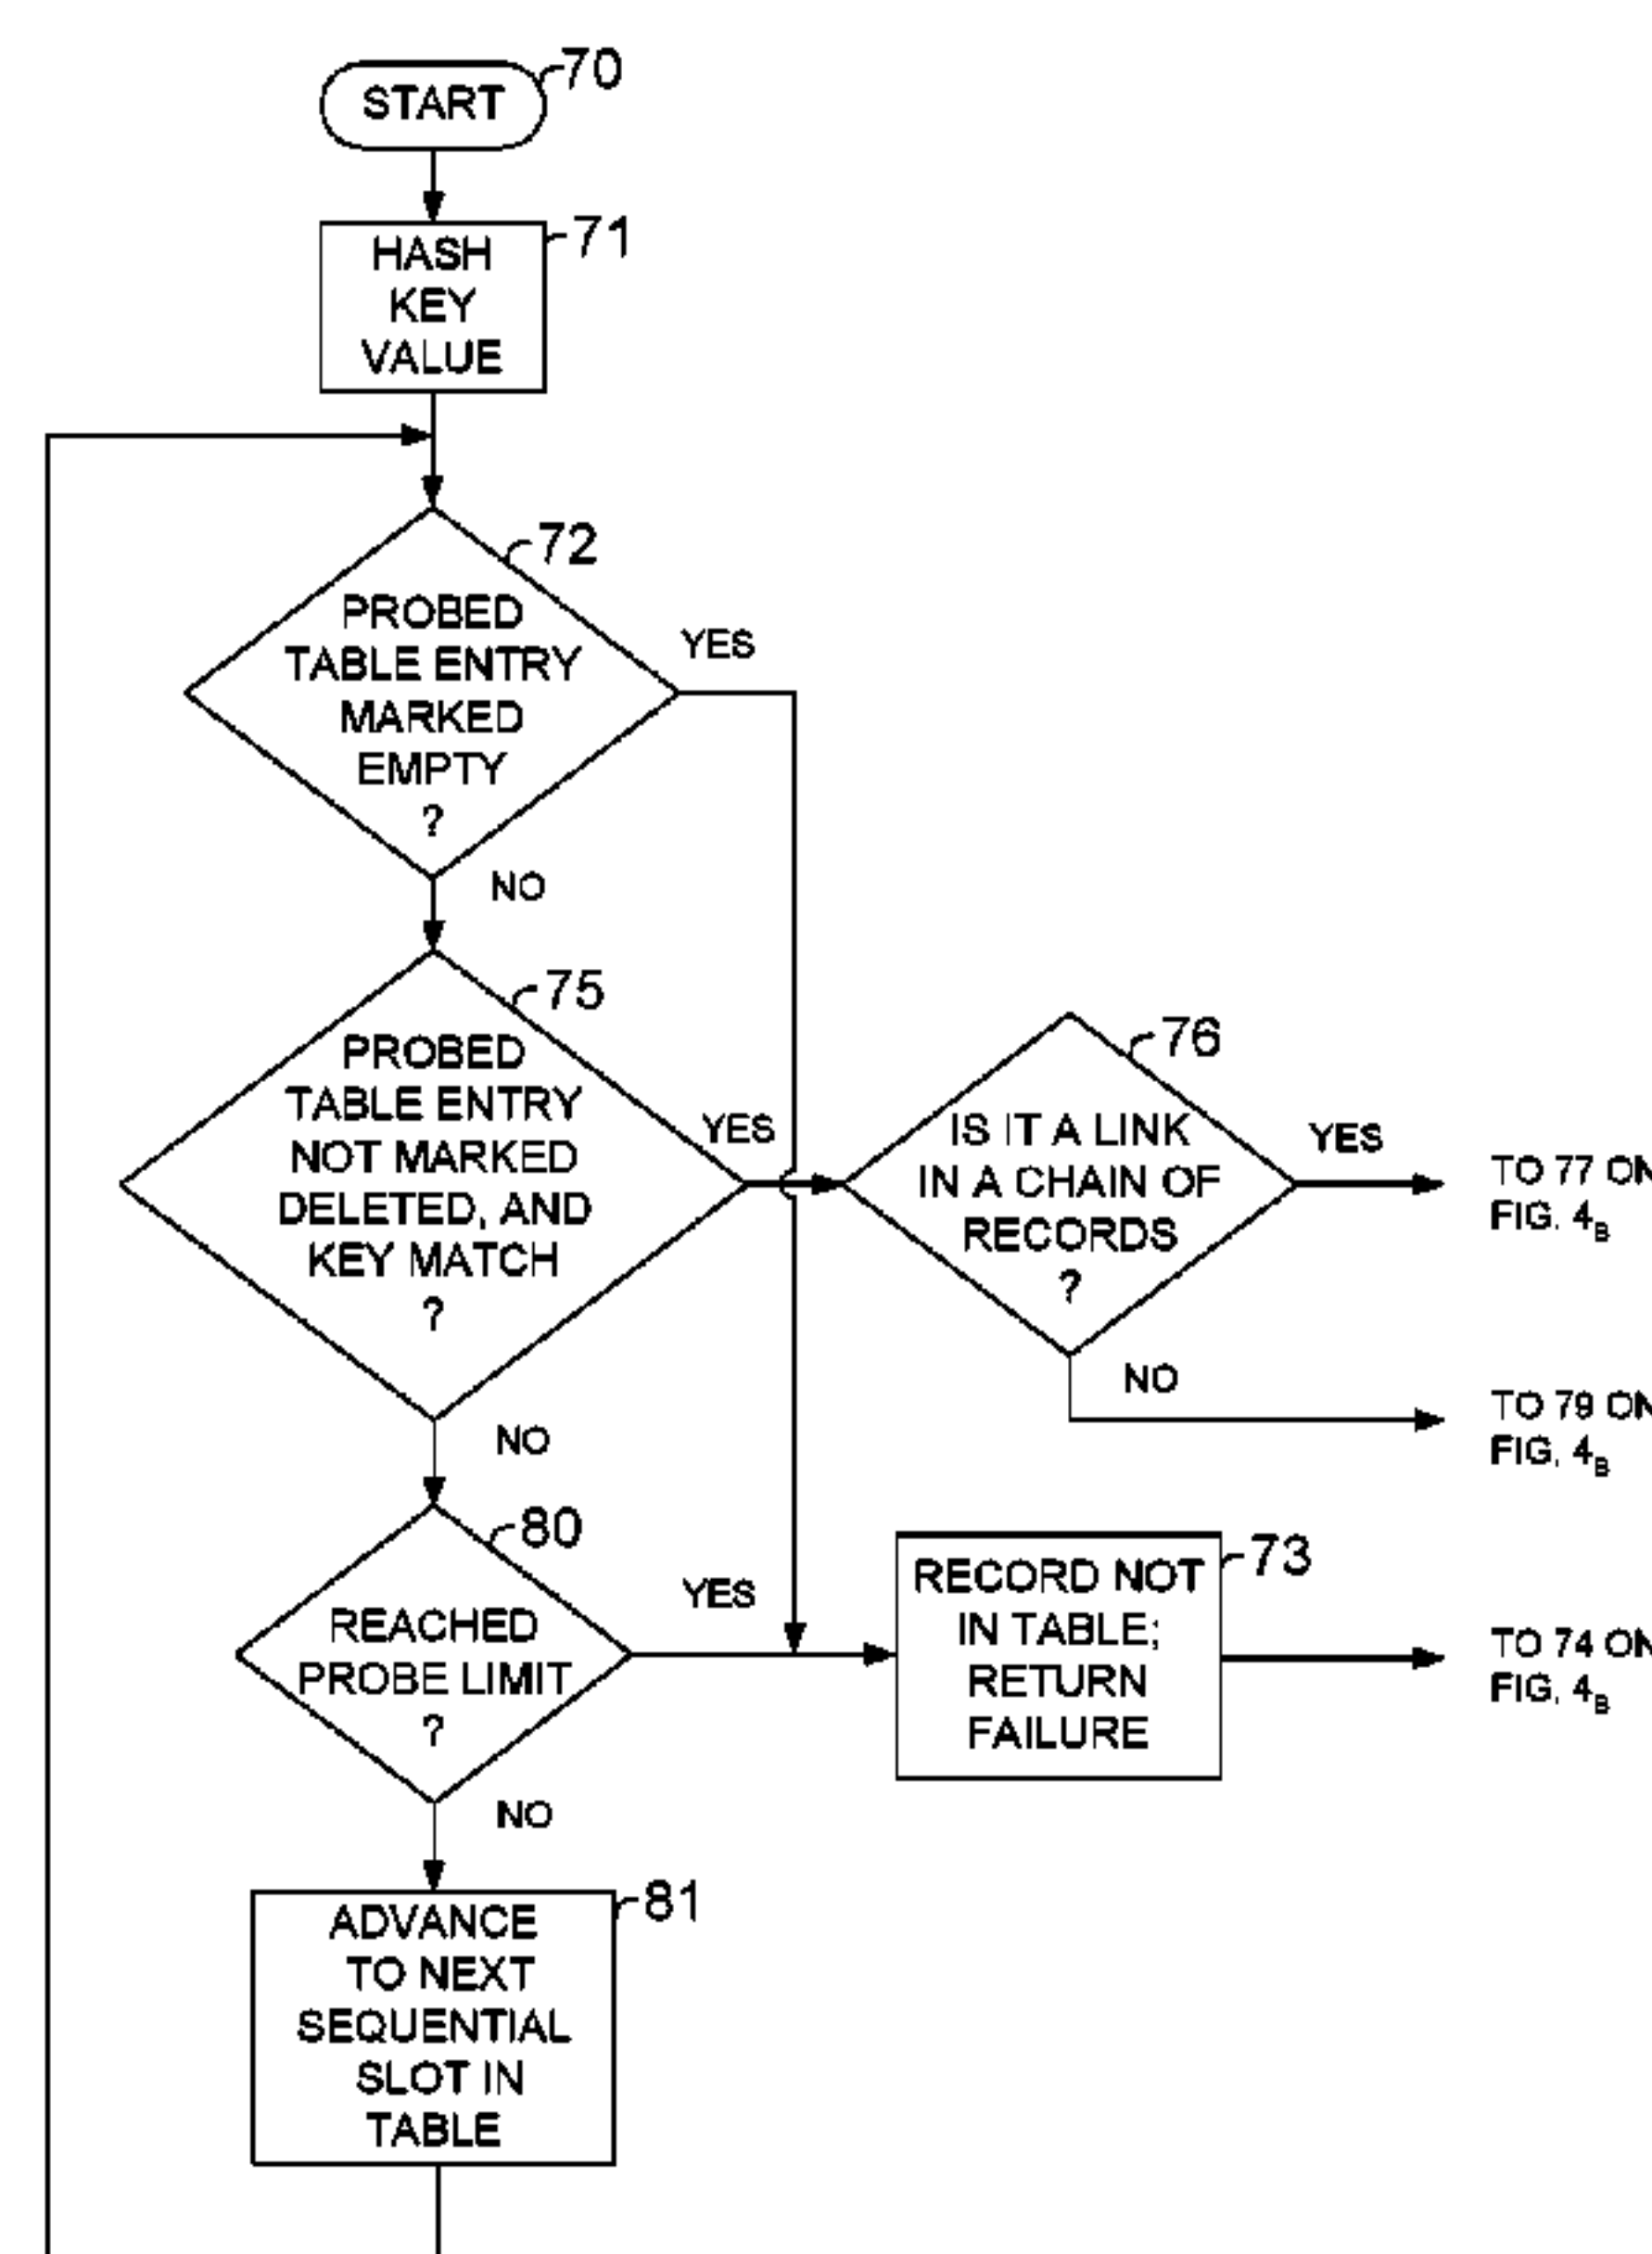 START
70
HASH
KEY
VALUE
71
72
PROBED
TABLE ENTRY
MARKED
EMPTY
?
YES
NO
75
PROBED
TABLE ENTRY
NOT MARKED
DELETED, AND
KEY MATCH
?
YES
NO
76
IS IT A LINK
IN A CHAIN OF
RECORDS
?
YES
TO 77 ON
FIG. 4B
NO
TO 79 ON
FIG. 4B
80
REACHED
PROBE LIMIT
?
YES
NO
73
RECORD NOT
IN TABLE;
RETURN
FAILURE
TO 74 ON
FIG. 4B
81
ADVANCE
TO NEXT
SEQUENTIAL
SLOT IN
TABLE